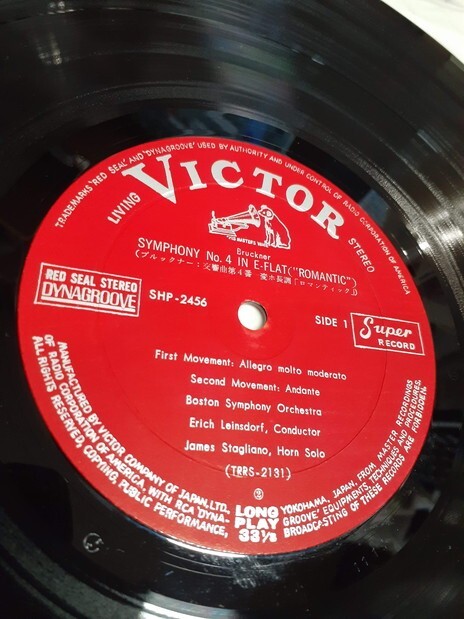 TRADEMARKS "RED SEAL" AND "DYNAGROOVE" USED BY AUTHORITY AND UNDER CONTROL OF RADIO CORPORATION OF AMERICA
LIVING
VICTOR
STEREO
"HIS MASTER'S VOICE"
Bruckner
SYMPHONY No. 4 IN E-FLAT ("ROMANTIC")
(ブルックナー：交響曲第4番 変ホ長調「ロマンティック」)
RED SEAL STEREO
DYNAGROOVE
SHP-2456
SIDE 1
Super
RECORD
First Movement: Allegro molto moderato
Second Movement: Andante
Boston Symphony Orchestra
Erich Leinsdorf, Conductor
James Stagliano, Horn Solo
(TRRS-2131)
MANUFACTURED BY VICTOR COMPANY OF JAPAN, LTD., YOKOHAMA, JAPAN, FROM MASTER RECORDINGS
OF RADIO CORPORATION OF AMERICA, WITH RCA 'DYNAGROOVE' EQUIPMENTS, TECHNIQUES AND PROCEDURES.
ALL RIGHTS RESERVED, COPYING, PUBLIC PERFORMANCE, BROADCASTING OF THESE RECORDS ARE FORBIDDEN.
LONG
PLAY
33⅓